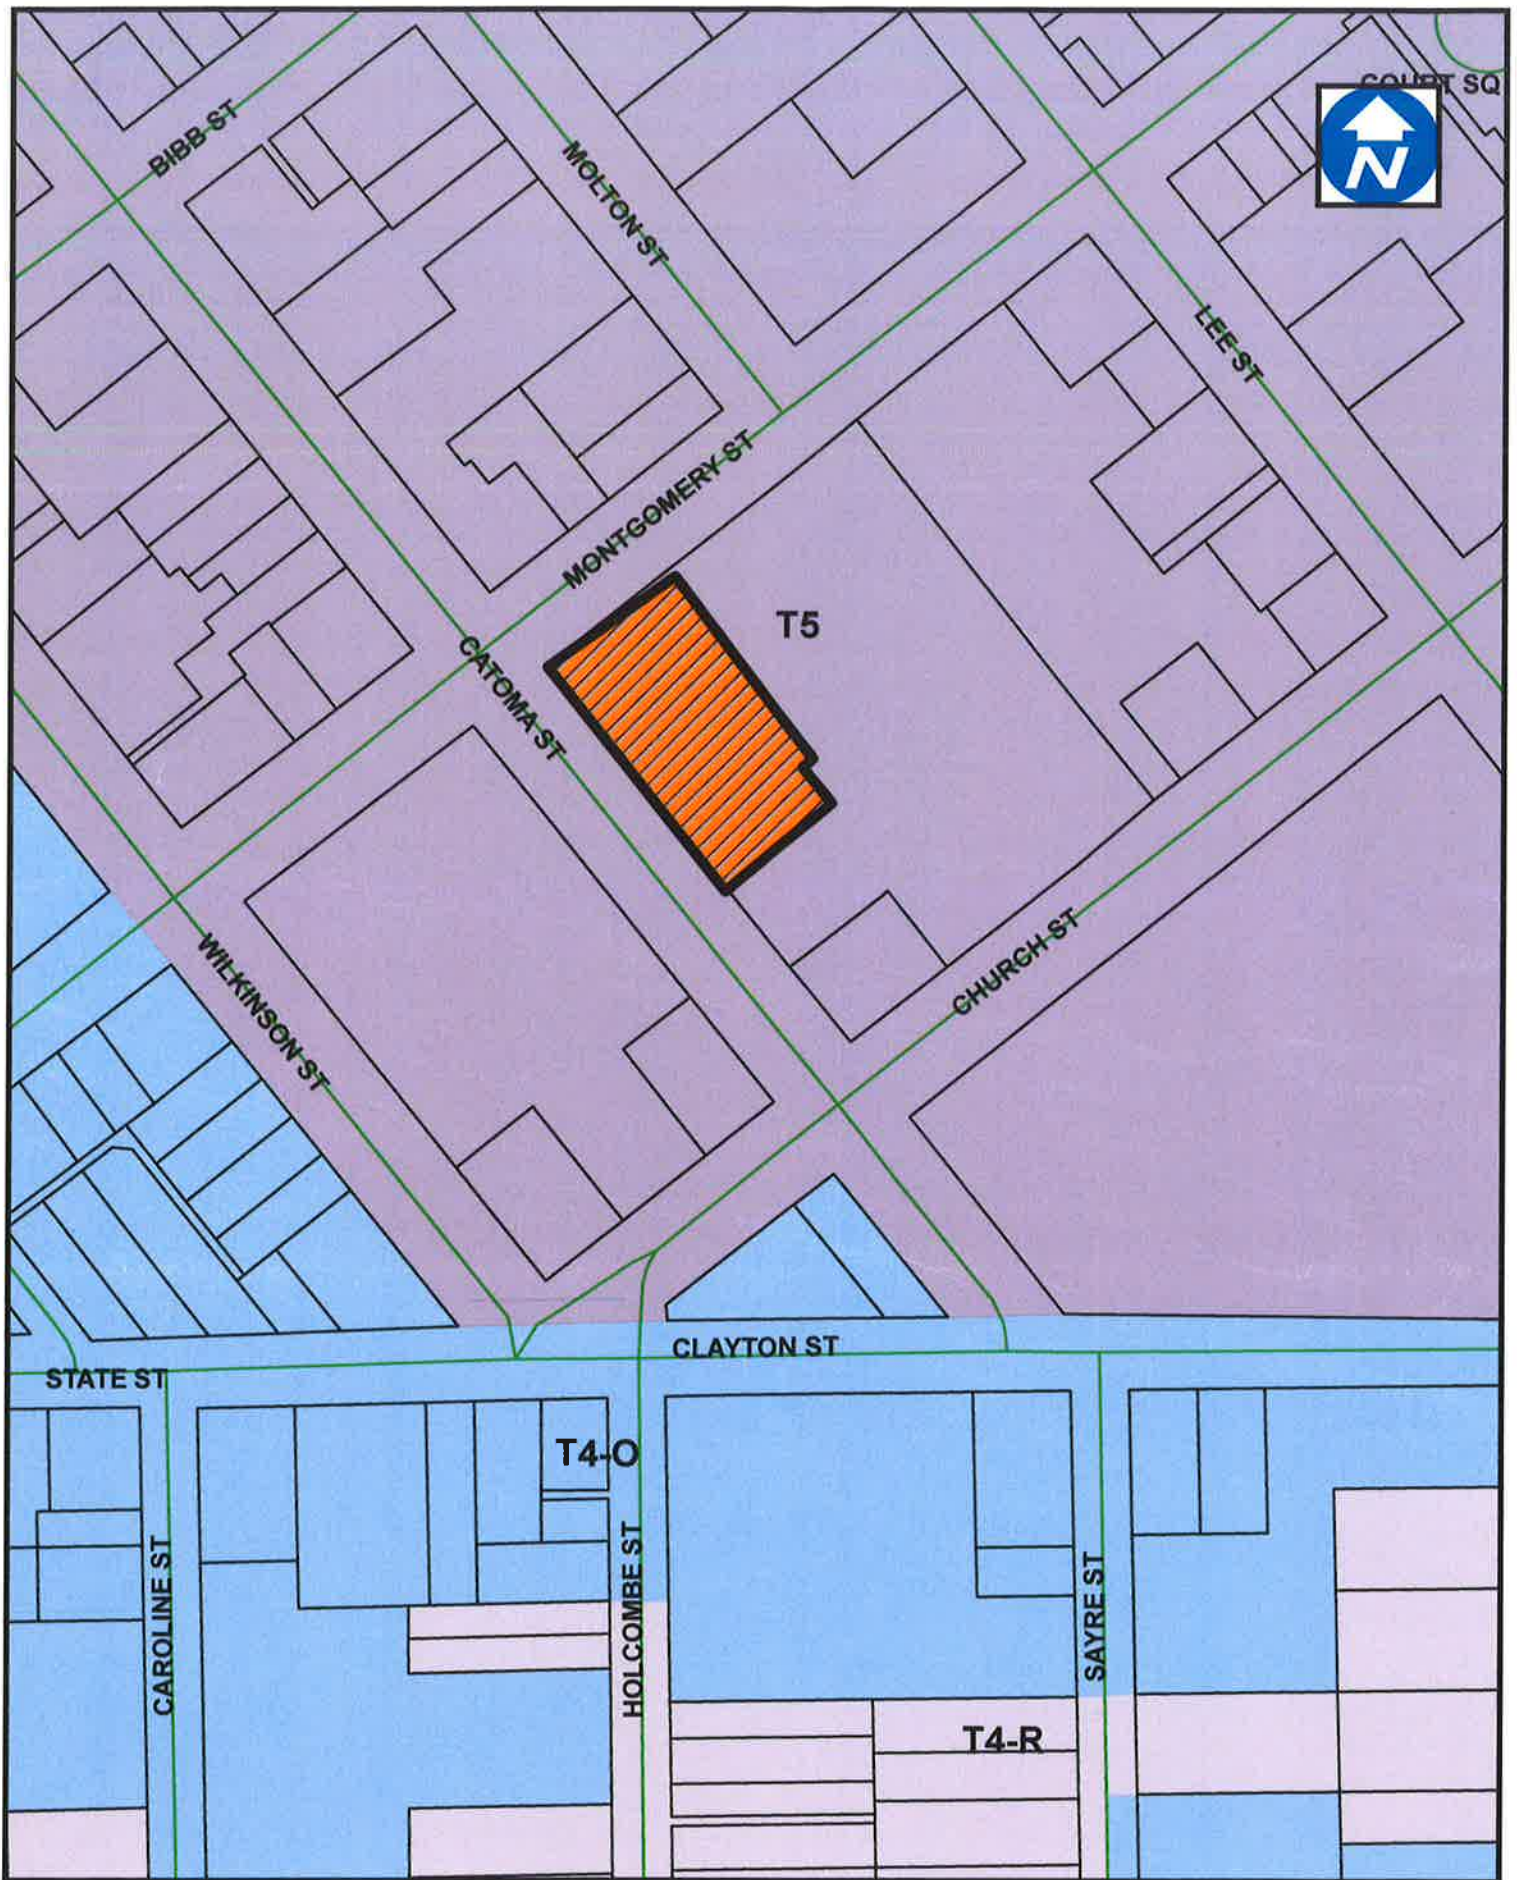 COURT SQ
BIBB ST
N
MOLTON ST
LEE ST
MONTGOMERY ST
T5
CATOMA ST
CHURCH ST
WILKINSON ST
CLAYTON ST
STATE ST
T4-O
CAROLINE ST
HOLCOMBE ST
SAYRE ST
T4-R